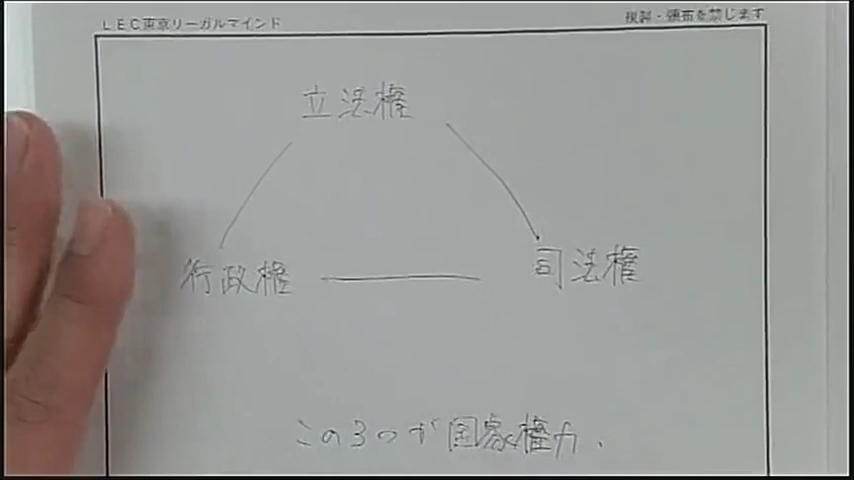 LEC東京リーガルマインド
複製・頒布を禁じます
立法権
行政権
司法権
この3つが国家権力.